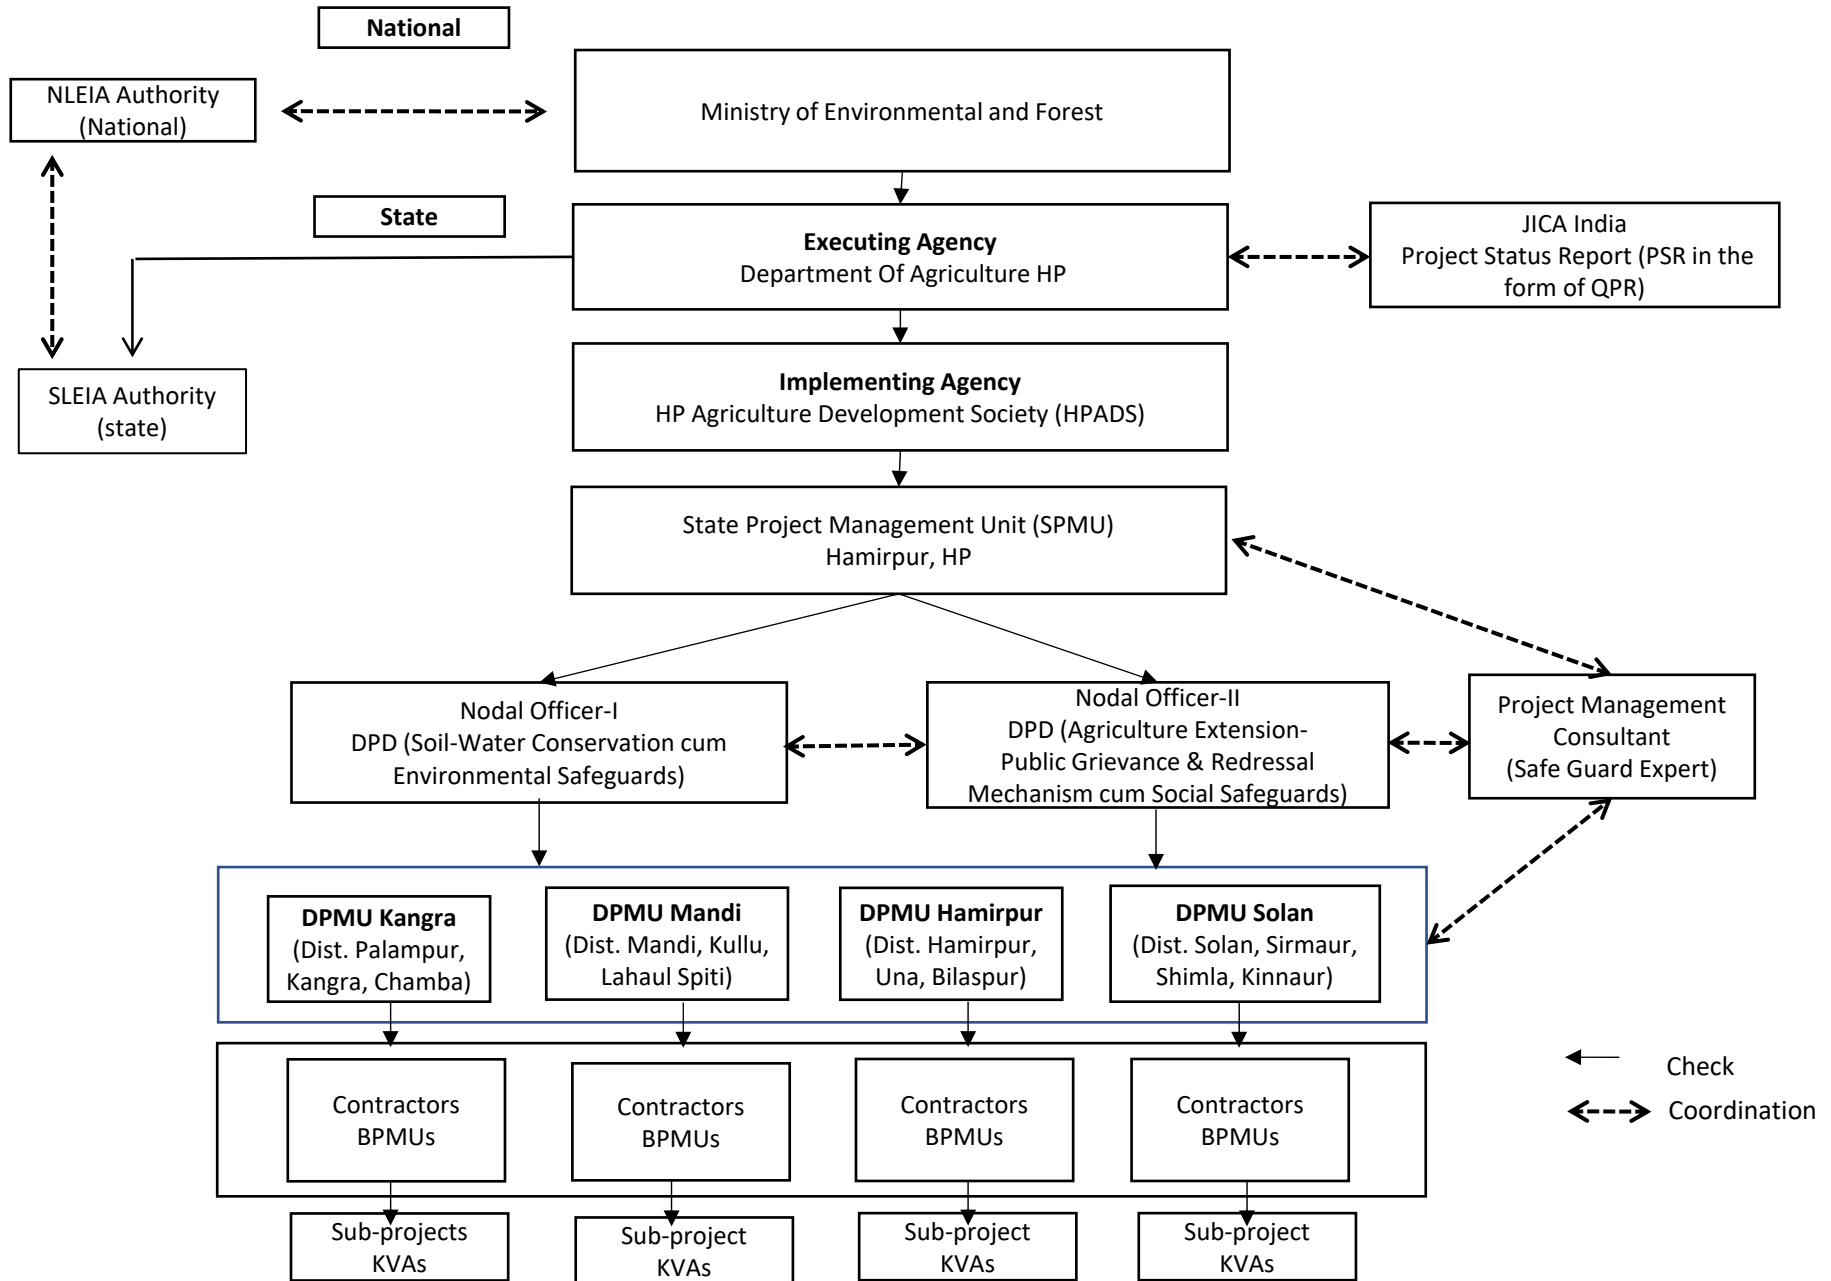 National
NLEIA Authority
(National)
Ministry of Environmental and Forest
State
Executing Agency
Department Of Agriculture HP
JICA India
Project Status Report (PSR in the
form of QPR)
SLEIA Authority
(state)
Implementing Agency
HP Agriculture Development Society (HPADS)
State Project Management Unit (SPMU)
Hamirpur, HP
Nodal Officer-I
DPD (Soil-Water Conservation cum
Environmental Safeguards)
Nodal Officer-II
DPD (Agriculture Extension-
Public Grievance & Redressal
Mechanism cum Social Safeguards)
Project Management
Consultant
(Safe Guard Expert)
DPMU Kangra
(Dist. Palampur,
Kangra, Chamba)
DPMU Mandi
(Dist. Mandi, Kullu,
Lahaul Spiti)
DPMU Hamirpur
(Dist. Hamirpur,
Una, Bilaspur)
DPMU Solan
(Dist. Solan, Sirmaur,
Shimla, Kinnaur)
Contractors
BPMUs
Contractors
BPMUs
Contractors
BPMUs
Contractors
BPMUs
Check
Coordination
Sub-projects
KVAs
Sub-project
KVAs
Sub-project
KVAs
Sub-project
KVAs